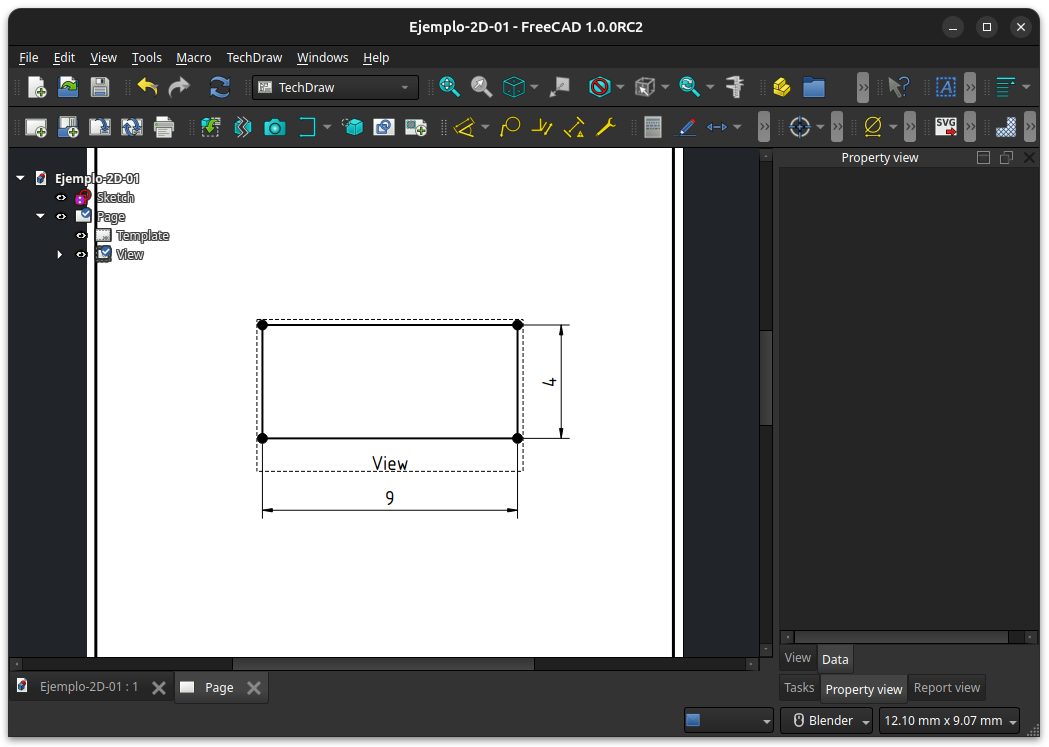 Ejemplo-2D-01 - FreeCAD 1.0.0RC2
File Edit View Tools Macro TechDraw Windows Help
TechDraw
SVG
Property view
Ejemplo-2D-01
Sketch
Page
Template
View
4
View
9
View Data
Ejemplo-2D-01 : 1 Page
Tasks Property view Report view
Blender 12.10 mm x 9.07 mm